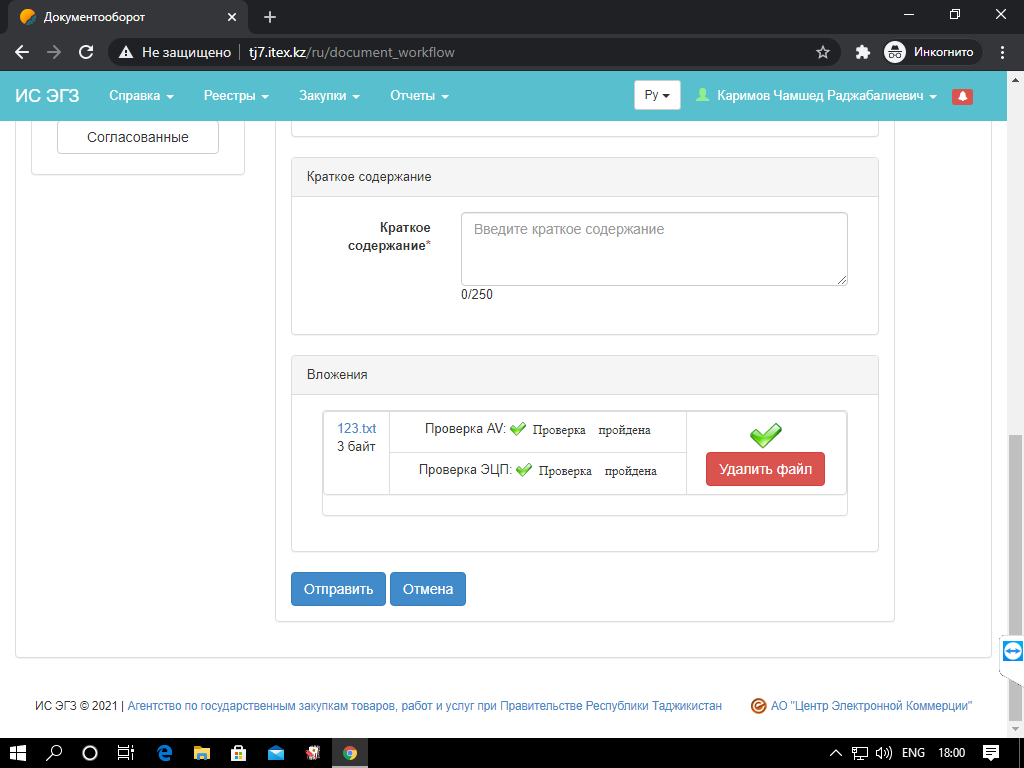 Документооборот
Не защищено
tj7.itex.kz/ru/document_workflow
Инкогнито
ИС ЭГЗ
Справка
Реестры
Закупки
Отчеты
Ру
Каримов Чамшед Раджабалиевич
Согласованные
Краткое содержание
Краткое
содержание*
Введите краткое содержание
0/250
Вложения
123.txt
3 байт
Проверка AV: Проверка пройдена
Проверка ЭЦП: Проверка пройдена
Удалить файл
Отправить
Отмена
ИС ЭГЗ © 2021 | Агентство по государственным закупкам товаров, работ и услуг при Правительстве Республики Таджикистан
АО "Центр Электронной Коммерции"
ENG
18:00